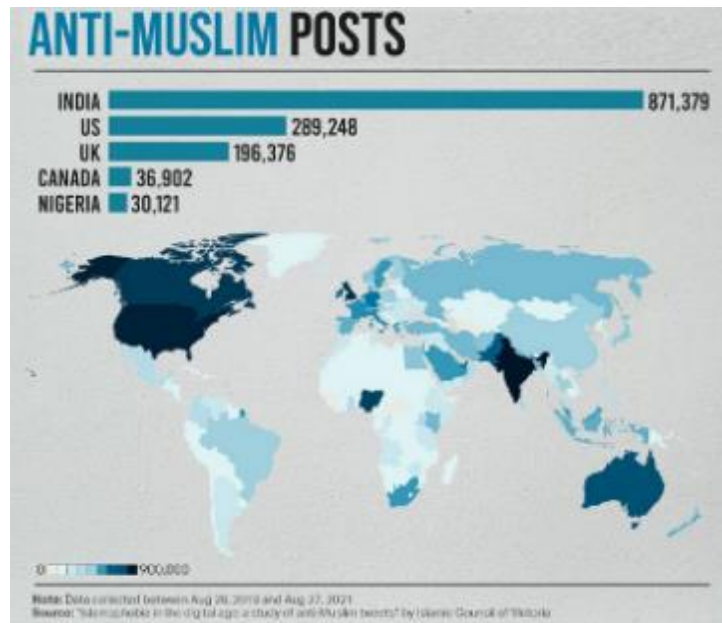 ANTI-MUSLIM POSTS
INDIA 871,379
US 289,248
UK 196,376
CANADA 36,902
NIGERIA 30,121
0 900,000
Note: Data collected between Aug 28, 2019 and Aug 27, 2021
Source: "Islamophobia in the digital age: a study of anti-Muslim tweets" by Islamic Council of Victoria